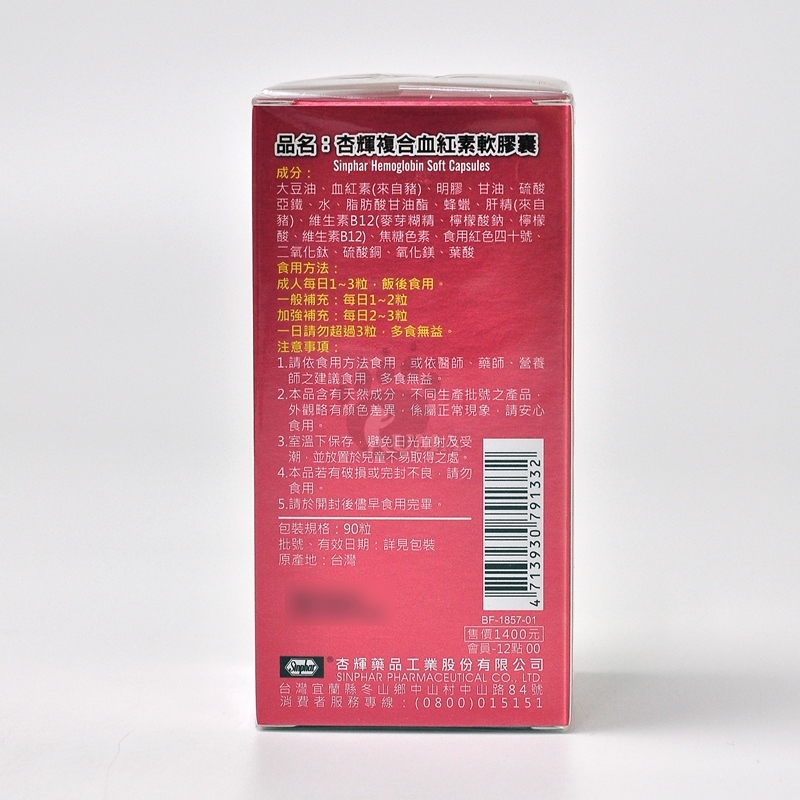 品名：杏輝複合血紅素軟膠囊
Sinphar Hemoglobin Soft Capsules
成分：
大豆油、血紅素(來自豬)、明膠、甘油、硫酸
亞鐵、水、脂肪酸甘油酯、蜂蠟、肝精(來自
豬)、維生素B12(麥芽糊精、檸檬酸鈉、檸檬
酸、維生素B12)、焦糖色素、食用紅色四十號、
二氧化鈦、硫酸銅、氧化鎂、葉酸
食用方法：
成人每日1~3粒，飯後食用。
一般補充：每日1~2粒
加強補充：每日2~3粒
一日請勿超過3粒，多食無益。
注意事項：
1.請依食用方法食用，或依醫師、藥師、營養
師之建議食用，多食無益。
2.本品含有天然成分，不同生產批號之產品，
外觀略有顏色差異，係屬正常現象，請安心
食用。
3.室溫下保存，避免日光直射及受
潮，並放置於兒童不易取得之處。
4.本品若有破損或完封不良，請勿
食用。
5.請於開封後儘早食用完畢。
包裝規格：90粒
批號、有效日期：詳見包裝
原產地：台灣
4 713930 791332
BF-1857-01
售價1400元
會員-12點00
Sinphar
®杏輝藥品工業股份有限公司
SINPHAR PHARMACEUTICAL CO., LTD.
台灣宜蘭縣冬山鄉中山村中山路84號
消費者服務專線：(0800)015151